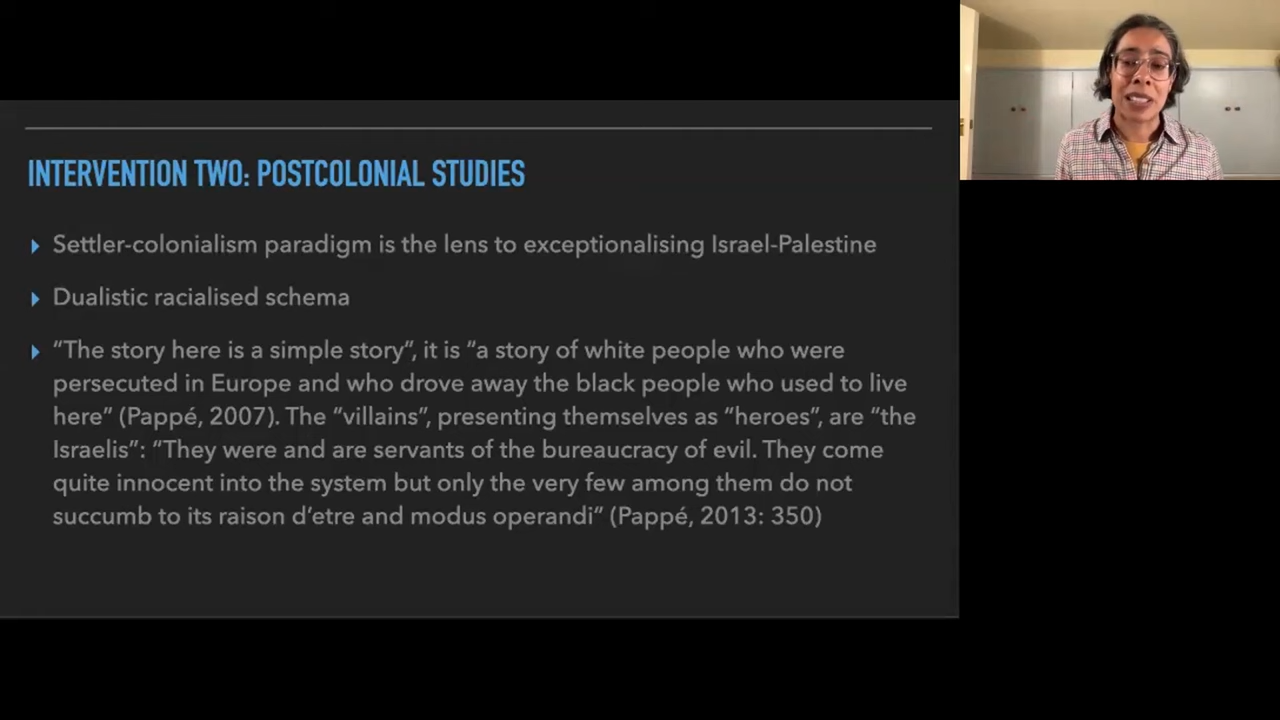 INTERVENTION TWO: POSTCOLONIAL STUDIES
Settler-colonialism paradigm is the lens to exceptionalising Israel-Palestine
Dualistic racialised schema
“The story here is a simple story”, it is “a story of white people who were
persecuted in Europe and who drove away the black people who used to live
here” (Pappé, 2007). The “villains”, presenting themselves as “heroes”, are “the
Israelis”: “They were and are servants of the bureaucracy of evil. They come
quite innocent into the system but only the very few among them do not
succumb to its raison d’etre and modus operandi” (Pappé, 2013: 350)